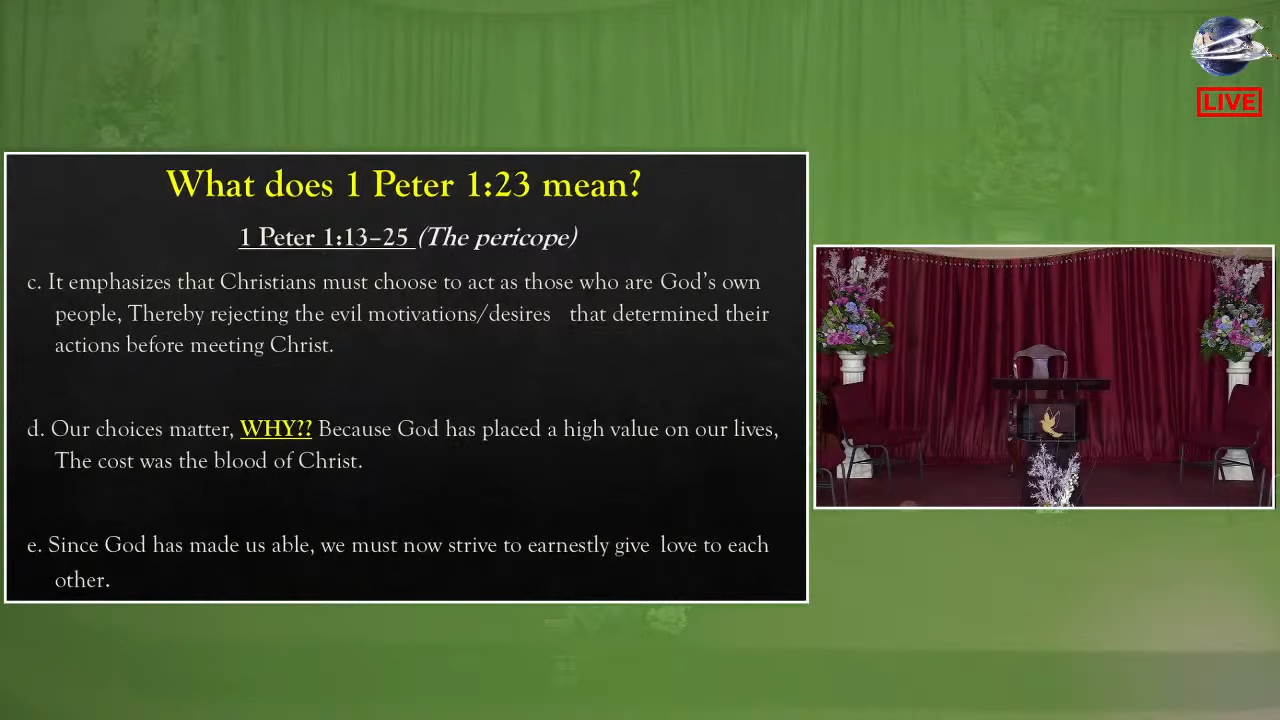 What does 1 Peter 1:23 mean?
1 Peter 1:13–25 (The pericope)
c. It emphasizes that Christians must choose to act as those who are God’s own
people, Thereby rejecting the evil motivations/desires that determined their
actions before meeting Christ.
d. Our choices matter, WHY?? Because God has placed a high value on our lives,
The cost was the blood of Christ.
e. Since God has made us able, we must now strive to earnestly give love to each
other.
LIVE